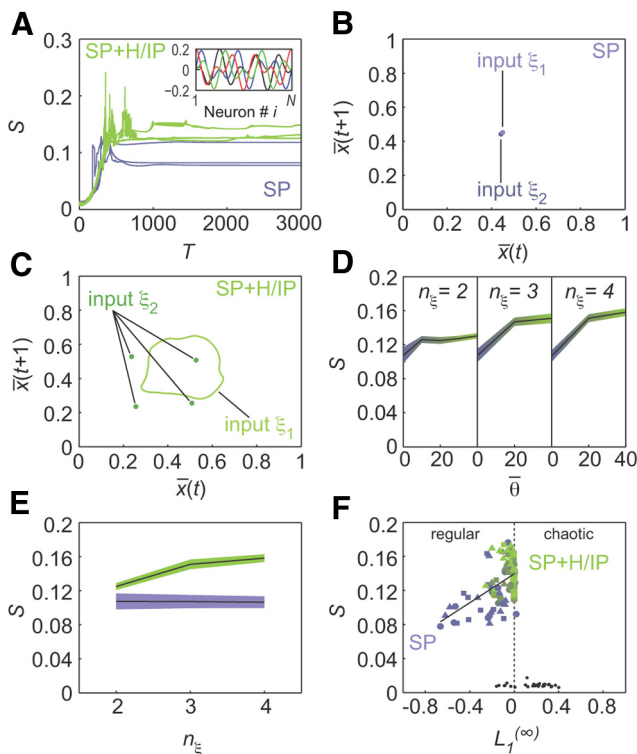 A
0.3
0.2
0.1
0
S
SP+H/IP
0.2
0
−0.2
1
N
Neuron # i
SP
0
1000
2000
3000
T
B
1
0.8
0.6
0.4
0.2
0
x̄(t+1)
SP
input ξ1
input ξ2
0
0.2
0.4
0.6
0.8
1
x̄(t)
C
1
0.8
0.6
0.4
0.2
0
x̄(t+1)
SP+H/IP
input ξ2
input ξ1
0
0.2
0.4
0.6
0.8
1
x̄(t)
D
0.2
0.16
0.12
0.08
0.04
0
S
nξ= 2
nξ= 3
nξ= 4
0
20
0
20
0
20
40
θ̄
E
0.2
0.16
0.12
0.08
0.04
0
S
2
3
4
nξ
F
0.2
0.16
0.12
0.08
0.04
0
S
regular
chaotic
SP+H/IP
SP
-0.8
-0.4
0
0.4
0.8
L1(∞)